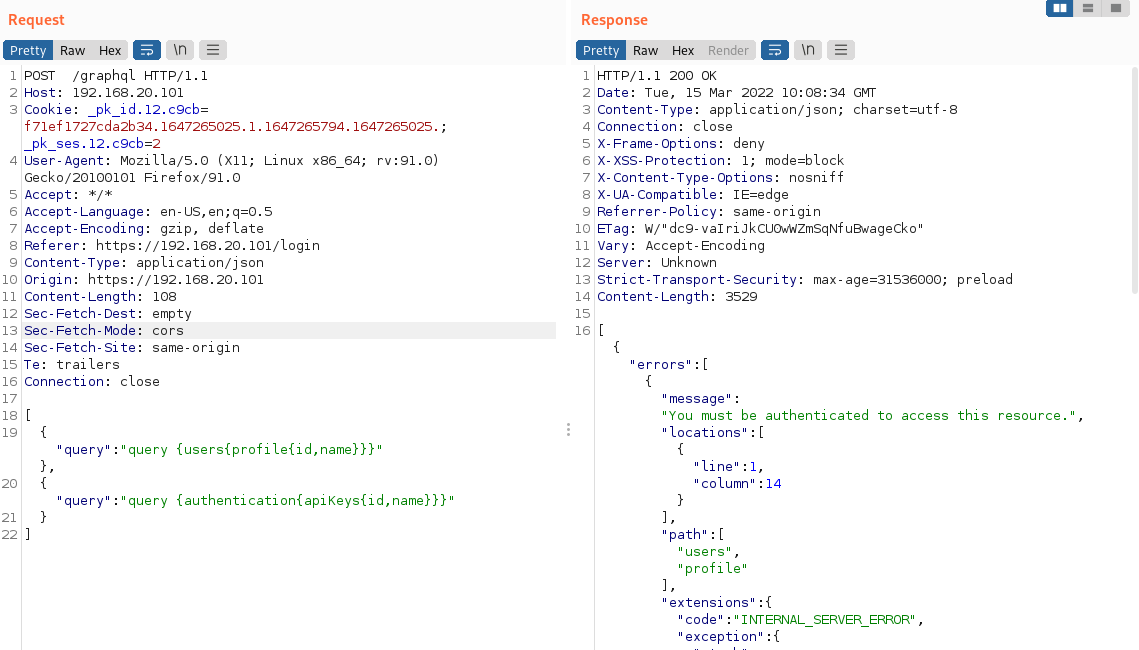 Request
Pretty Raw Hex \n
1 POST  /graphql HTTP/1.1
2 Host: 192.168.20.101
3 Cookie: _pk_id.12.c9cb=
f71ef1727cda2b34.1647265025.1.1647265794.1647265025.;
_pk_ses.12.c9cb=2
4 User-Agent: Mozilla/5.0 (X11; Linux x86_64; rv:91.0)
Gecko/20100101 Firefox/91.0
5 Accept: */*
6 Accept-Language: en-US,en;q=0.5
7 Accept-Encoding: gzip, deflate
8 Referer: https://192.168.20.101/login
9 Content-Type: application/json
10 Origin: https://192.168.20.101
11 Content-Length: 108
12 Sec-Fetch-Dest: empty
13 Sec-Fetch-Mode: cors
14 Sec-Fetch-Site: same-origin
15 Te: trailers
16 Connection: close
17
18 [
19 {
"query":"query {users{profile{id,name}}}"
},
20 {
"query":"query {authentication{apiKeys{id,name}}}"
21 }
22 ]
Response
Pretty Raw Hex Render \n
1 HTTP/1.1 200 OK
2 Date: Tue, 15 Mar 2022 10:08:34 GMT
3 Content-Type: application/json; charset=utf-8
4 Connection: close
5 X-Frame-Options: deny
6 X-XSS-Protection: 1; mode=block
7 X-Content-Type-Options: nosniff
8 X-UA-Compatible: IE=edge
9 Referrer-Policy: same-origin
10 ETag: W/"dc9-vaIriJkCUOwWZmSqNfuBwageCko"
11 Vary: Accept-Encoding
12 Server: Unknown
13 Strict-Transport-Security: max-age=31536000; preload
14 Content-Length: 3529
15
16 [
{
"errors":[
{
"message":
"You must be authenticated to access this resource.",
"locations":[
{
"line":1,
"column":14
}
],
"path":[
"users",
"profile"
],
"extensions":{
"code":"INTERNAL_SERVER_ERROR",
"exception":{